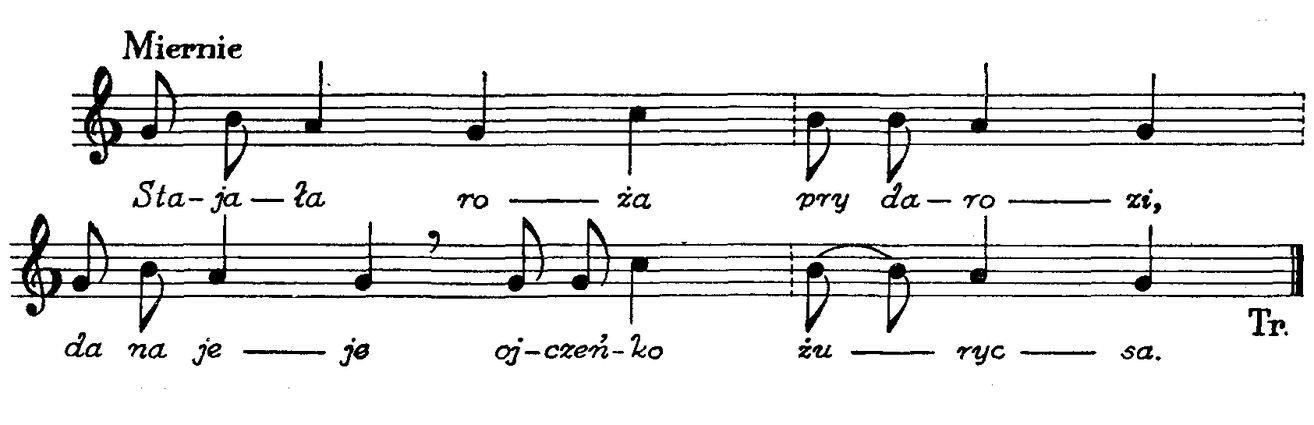 Miernie
Sta-ja — ła ro — ża pry da — ro — zi,
da na je — je oj-czeń-ko żu — ryc — sa.
Tr.